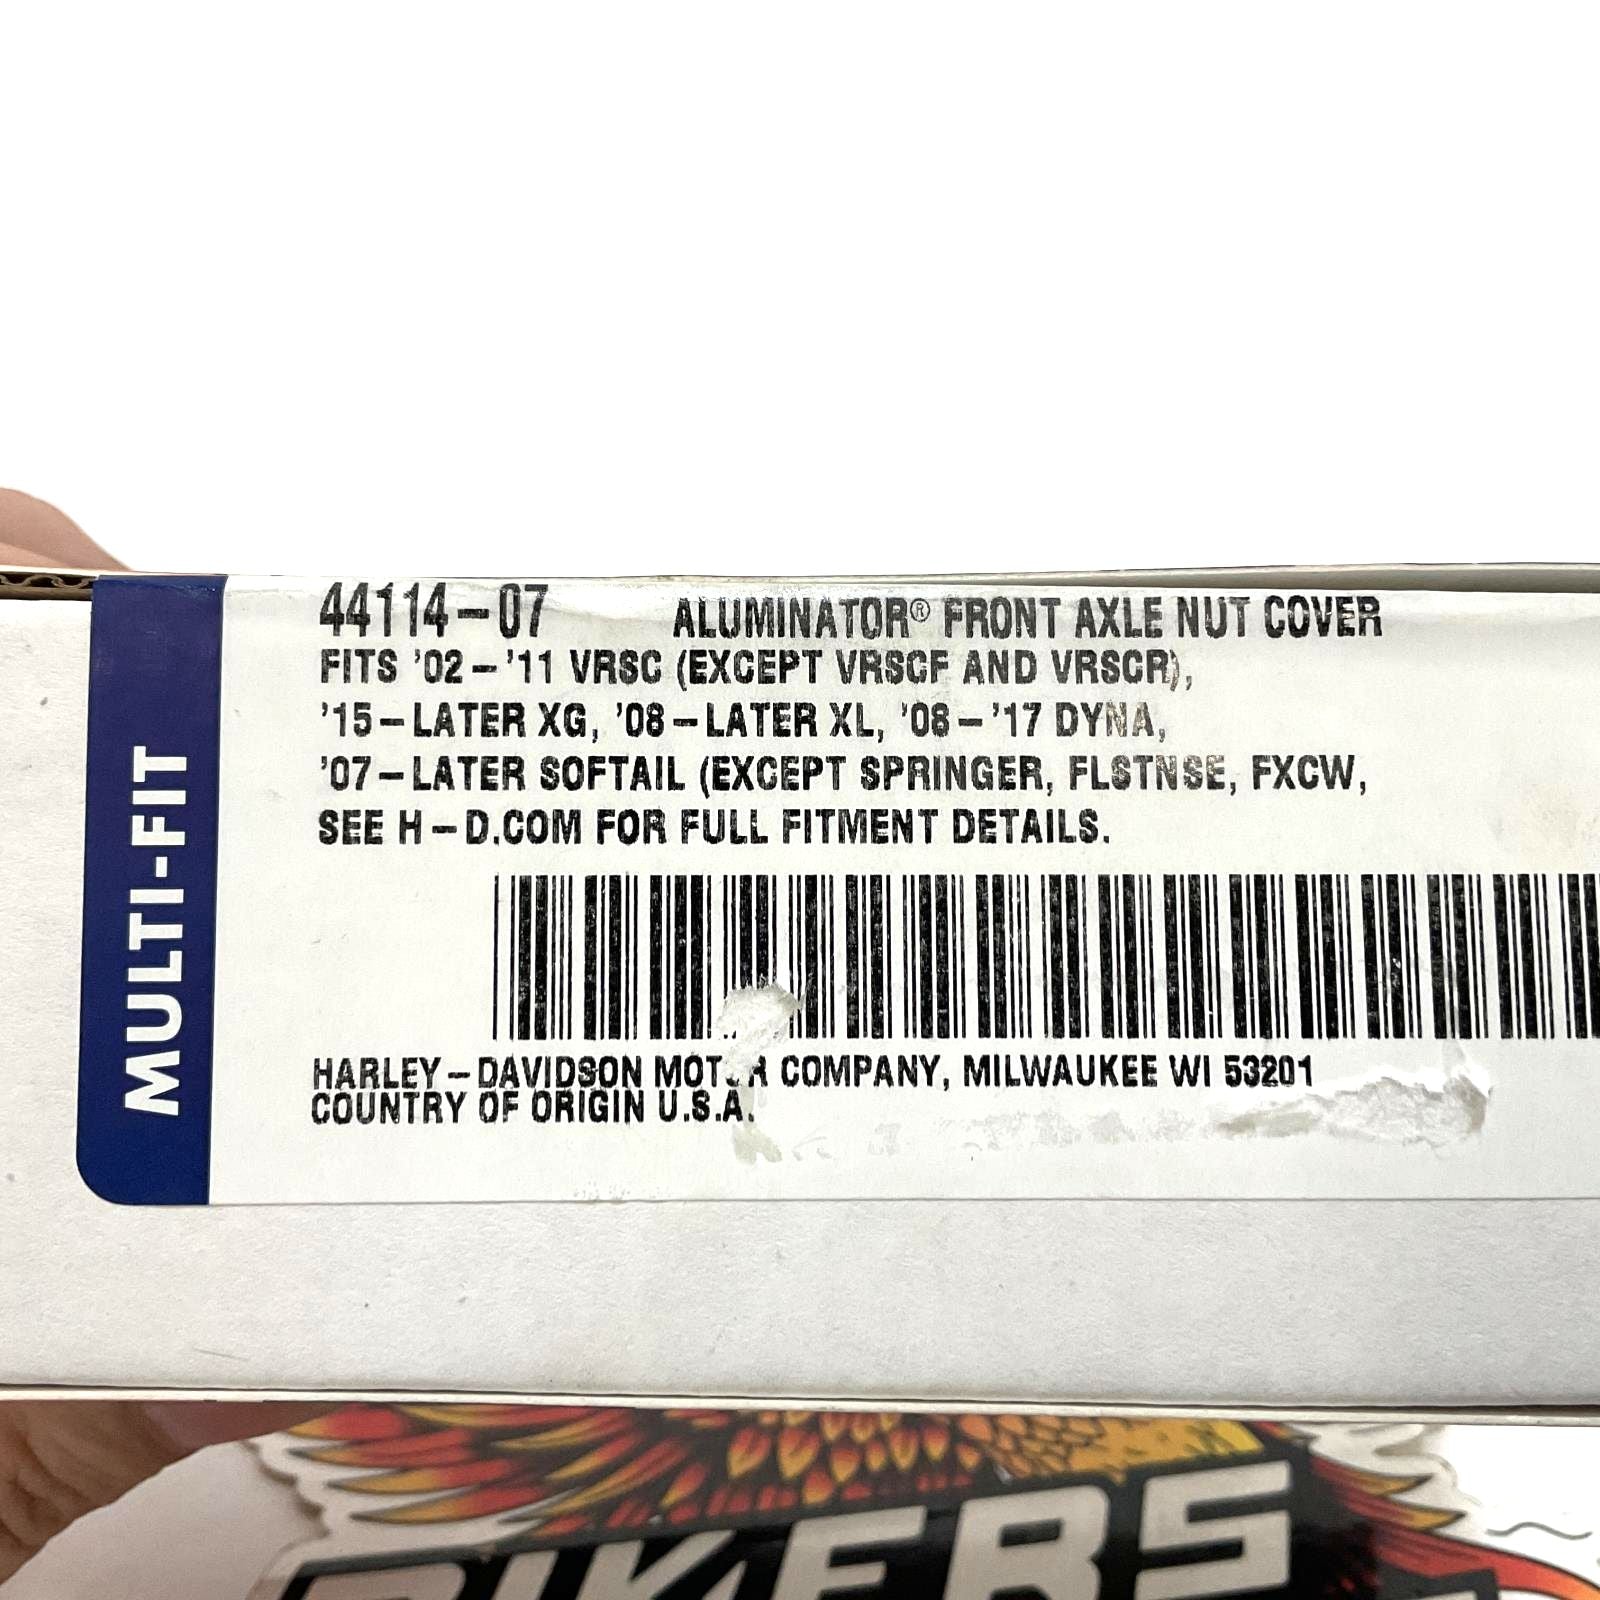 44114-07 ALUMINATOR® FRONT AXLE NUT COVER
FITS '02-'11 VRSC (EXCEPT VRSCF AND VRSCR),
'15-LATER XG, '08-LATER XL, '08-'17 DYNA,
'07-LATER SOFTAIL (EXCEPT SPRINGER, FLSTNSE, FXCW,
SEE H-D.COM FOR FULL FITMENT DETAILS.
HARLEY-DAVIDSON MOTOR COMPANY, MILWAUKEE WI 53201
COUNTRY OF ORIGIN U.S.A.
MULTI-FIT
BIKERS